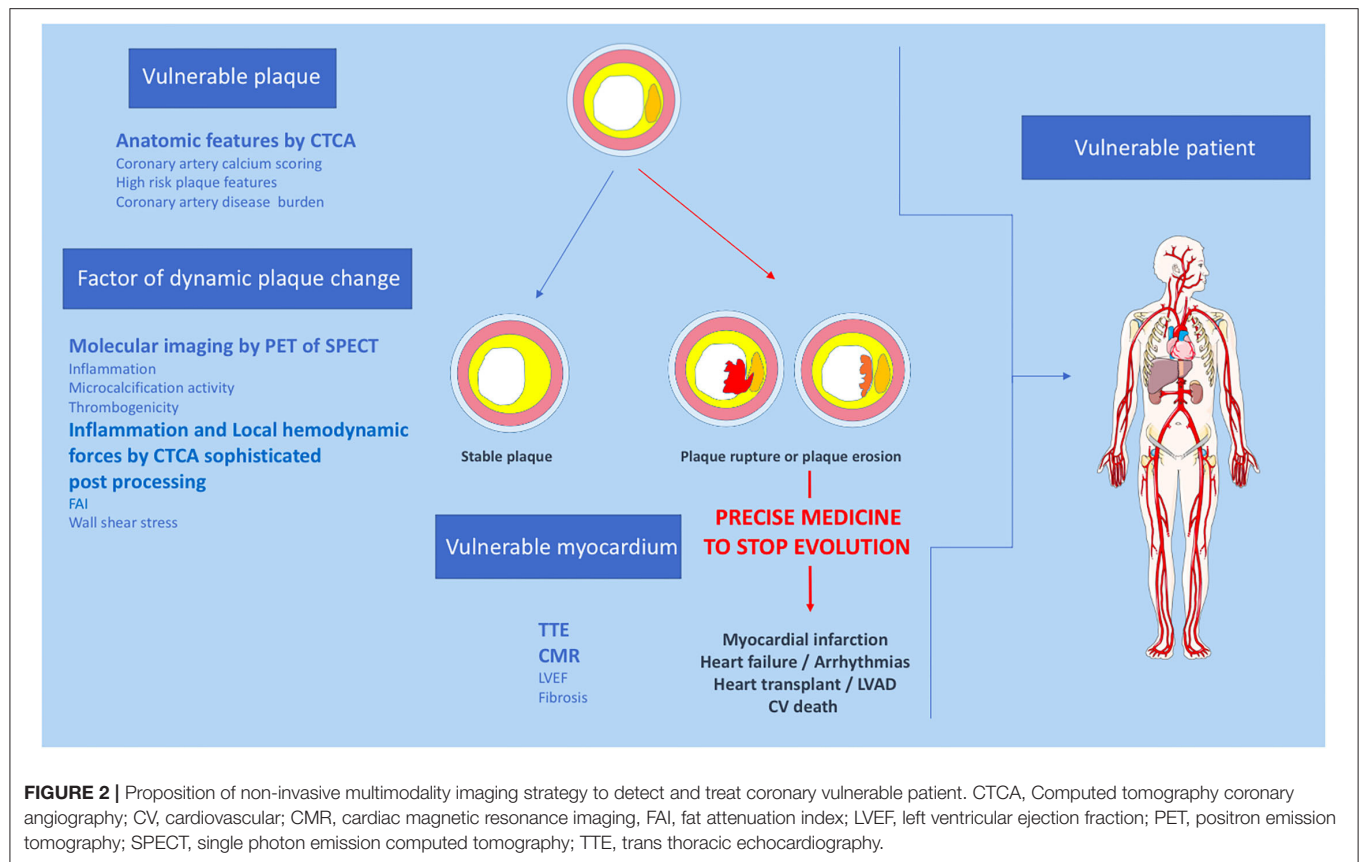 Vulnerable plaque
Anatomic features by CTCA
Coronary artery calcium scoring
High risk plaque features
Coronary artery disease burden
Factor of dynamic plaque change
Molecular imaging by PET of SPECT
Inflammation
Microcalcification activity
Thrombogenicity
Inflammation and Local hemodynamic
forces by CTCA sophisticated
post processing
FAI
Wall shear stress
Stable plaque
Plaque rupture or plaque erosion
PRECISE MEDICINE
TO STOP EVOLUTION
Vulnerable myocardium
TTE
CMR
LVEF
Fibrosis
Myocardial infarction
Heart failure / Arrhythmias
Heart transplant / LVAD
CV death
Vulnerable patient
FIGURE 2 | Proposition of non-invasive multimodality imaging strategy to detect and treat coronary vulnerable patient. CTCA, Computed tomography coronary
angiography; CV, cardiovascular; CMR, cardiac magnetic resonance imaging, FAI, fat attenuation index; LVEF, left ventricular ejection fraction; PET, positron emission
tomography; SPECT, single photon emission computed tomography; TTE, trans thoracic echocardiography.